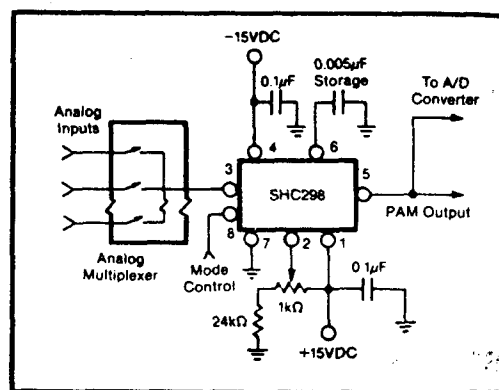 −15VDC
0.1µF
0.005µF
Storage
To A/D
Converter
Analog
Inputs
4
6
3
SHC298
5
8
7
2
1
PAM Output
Analog
Multiplexer
Mode
Control
24kΩ
1kΩ
0.1µF
+15VDC